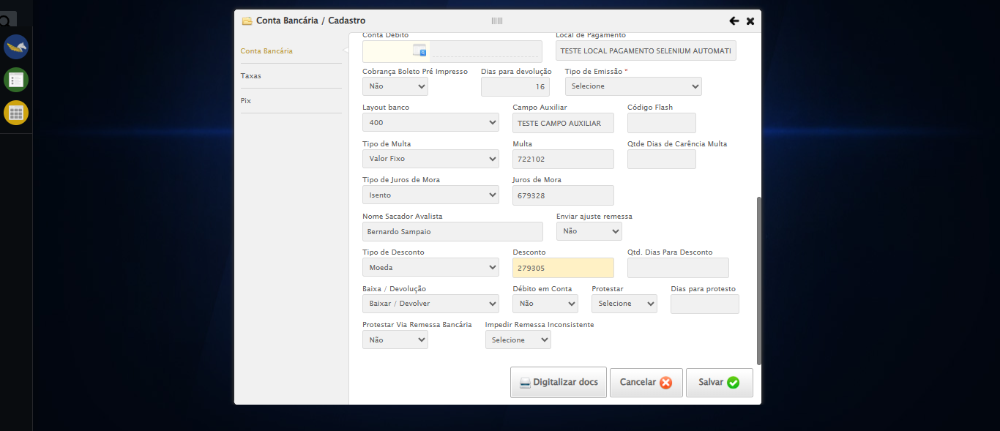 Conta Bancária / Cadastro
Conta Bancária
Taxas
Pix
Conta Débito Local de Pagamento
TESTE LOCAL PAGAMENTO SELENIUM AUTOMATI
Cobrança Boleto Pré Impresso Dias para devolução Tipo de Emissão *
Não 16 Selecione
Layout banco Campo Auxiliar Código Flash
400 TESTE CAMPO AUXILIAR
Tipo de Multa Multa Qtde Dias de Carência Multa
Valor Fixo 722102
Tipo de Juros de Mora Juros de Mora
Isento 679328
Nome Sacador Avalista Enviar ajuste remessa
Bernardo Sampaio Não
Tipo de Desconto Desconto Qtd. Dias Para Desconto
Moeda 279305
Baixa / Devolução Débito em Conta Protestar Dias para protesto
Baixar / Devolver Não Selecione
Protestar Via Remessa Bancária Impedir Remessa Inconsistente
Não Selecione
Digitalizar docs Cancelar Salvar